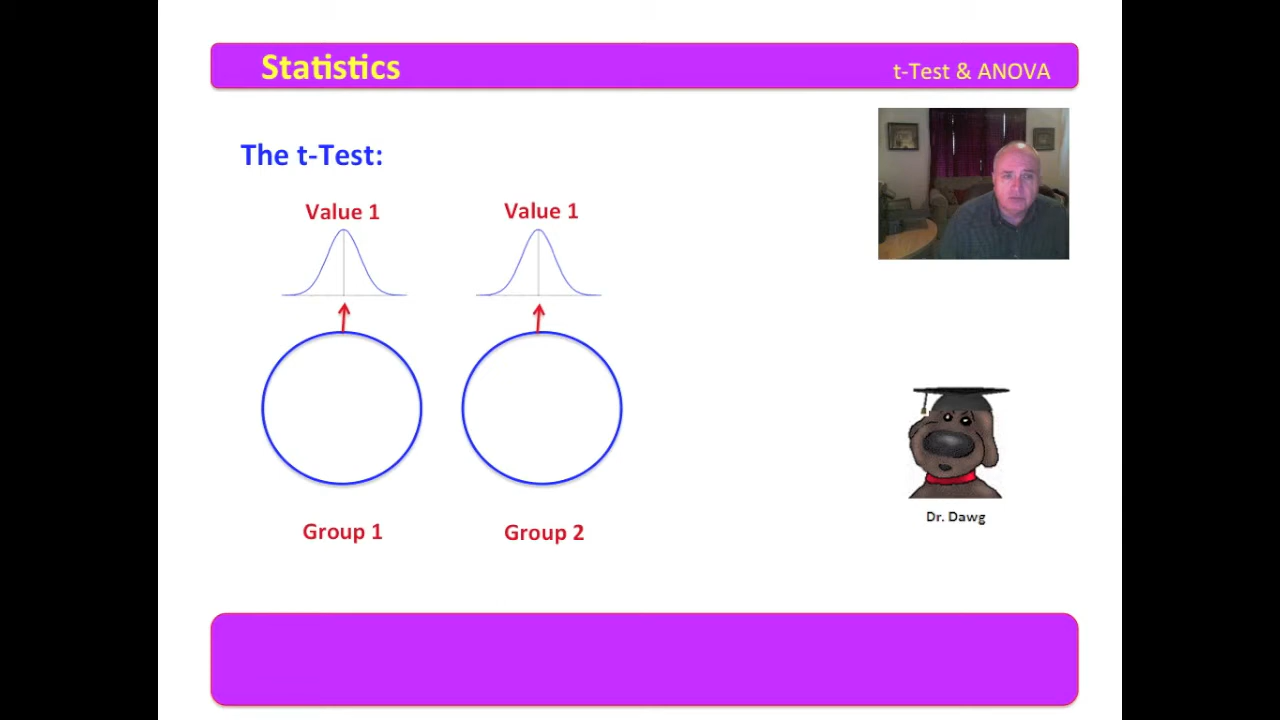 Statistics
t-Test & ANOVA
The t-Test:
Value 1
Value 1
Group 1
Group 2
Dr. Dawg